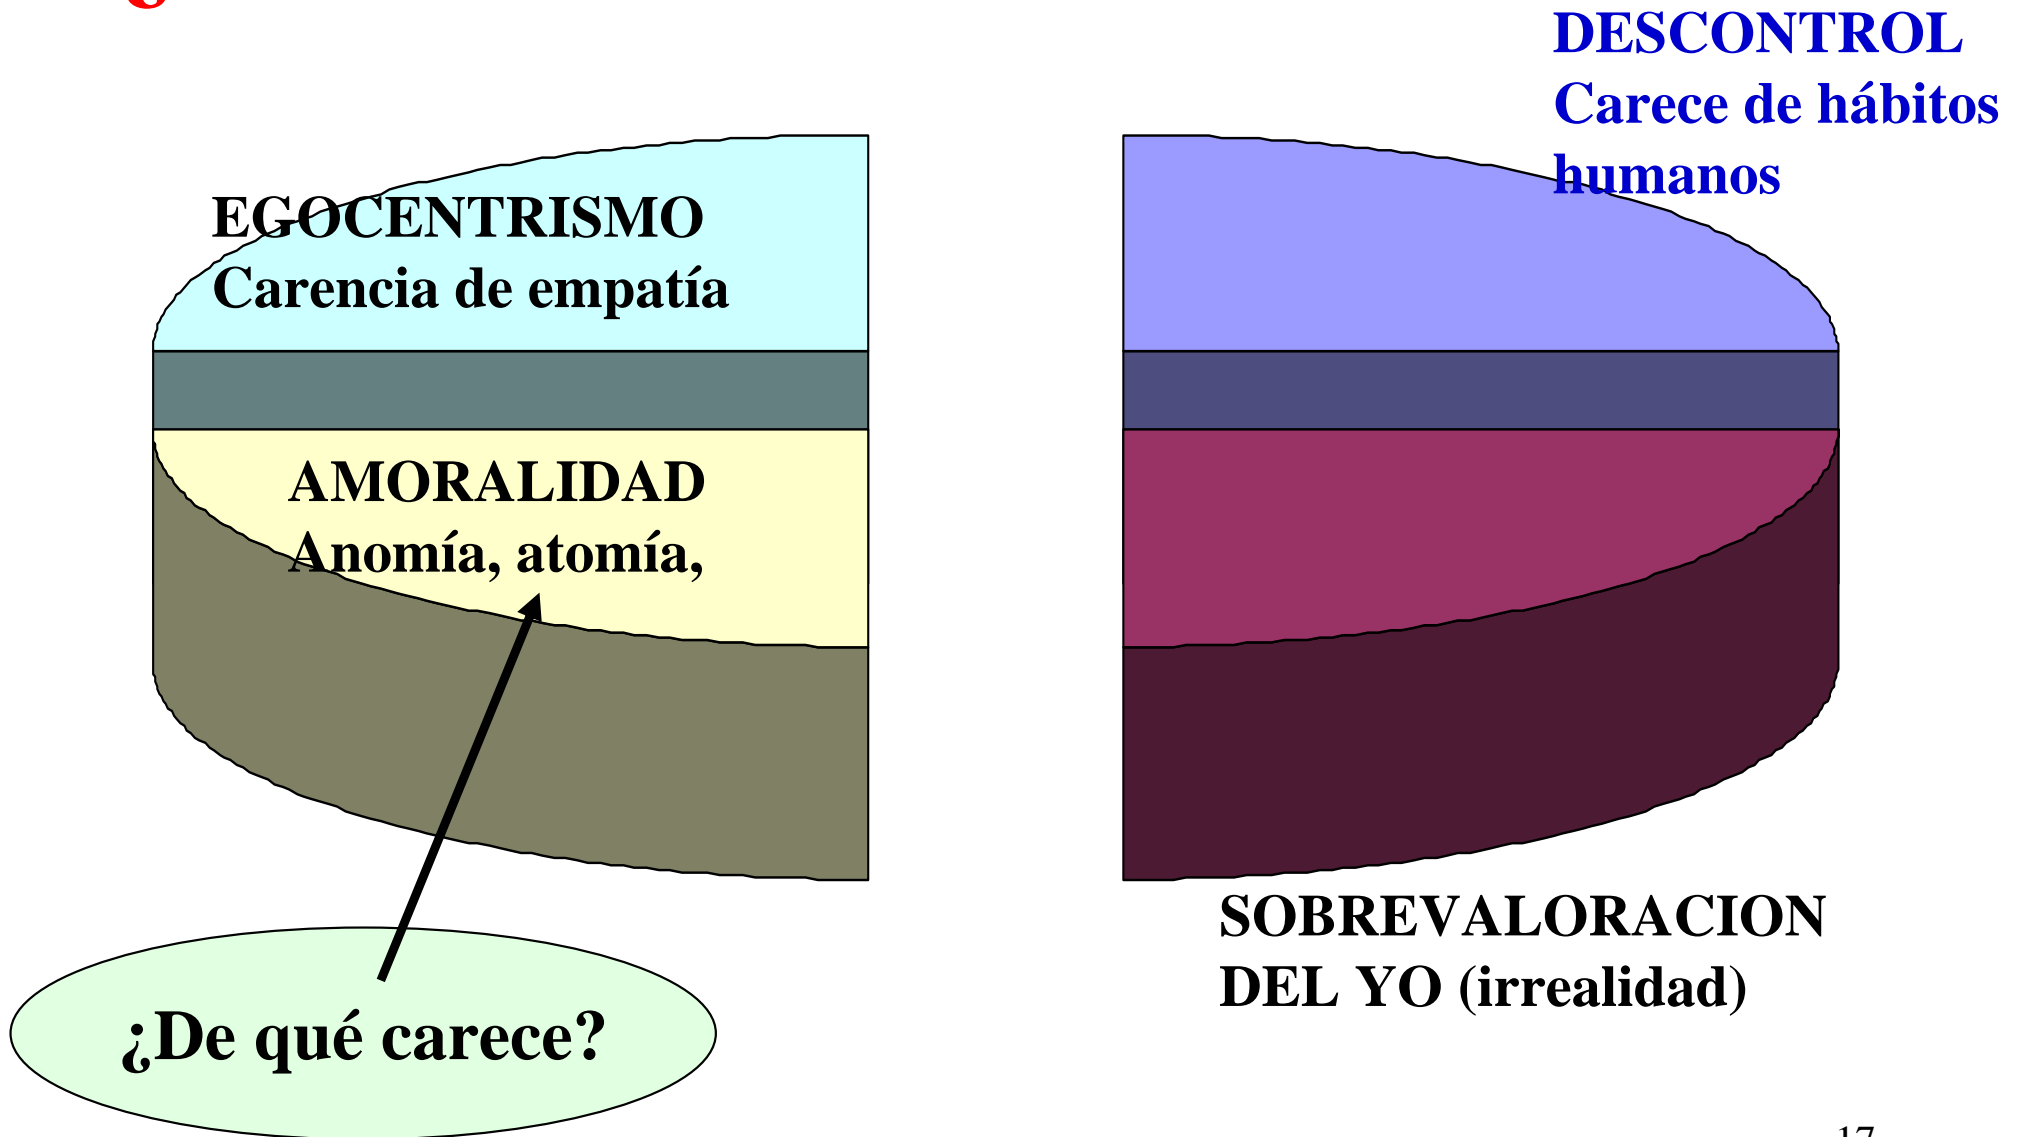 DESCONTROL
Carece de hábitos
humanos
EGOCENTRISMO
Carencia de empatía
AMORALIDAD
Anomía, atomía,
SOBREVALORACION
DEL YO (irrealidad)
¿De qué carece?
17